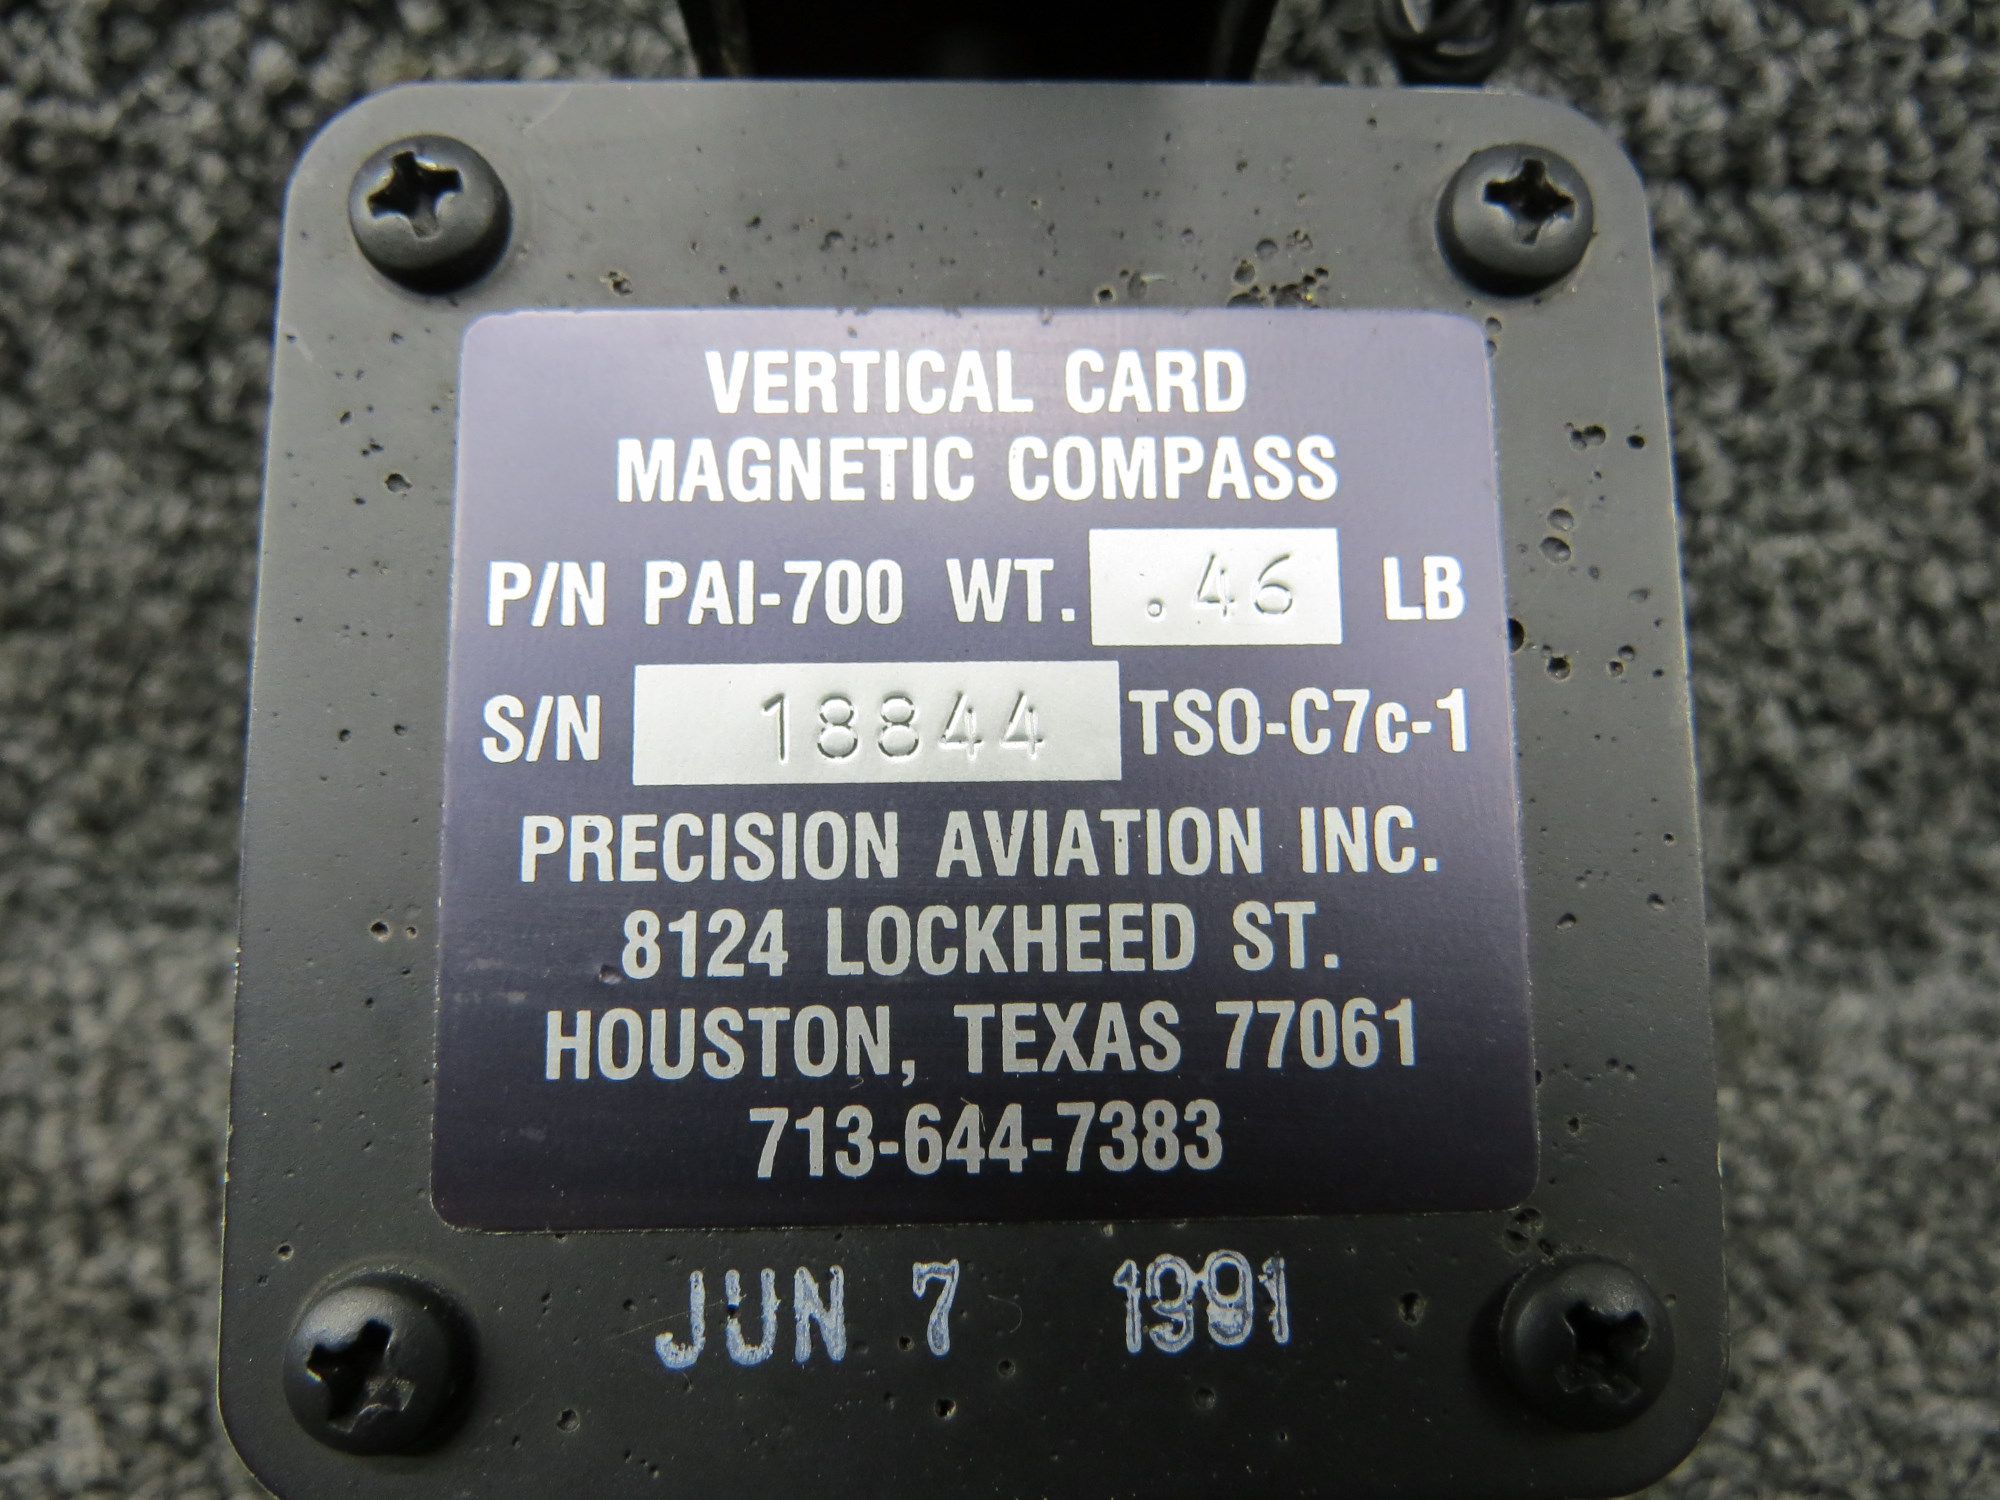 VERTICAL CARD
MAGNETIC COMPASS
P/N PAI-700 WT. .46 LB
S/N 18844 TSO-C7c-1
PRECISION AVIATION INC.
8124 LOCKHEED ST.
HOUSTON, TEXAS 77061
713-644-7383
JUN 7 1991